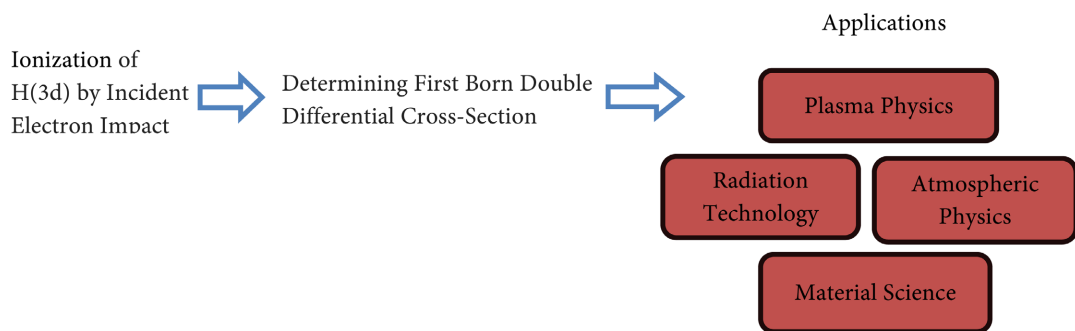 Ionization of
H(3d) by Incident
Electron Impact
Determining First Born Double
Differential Cross-Section
Applications
Plasma Physics
Radiation
Technology
Atmospheric
Physics
Material Science